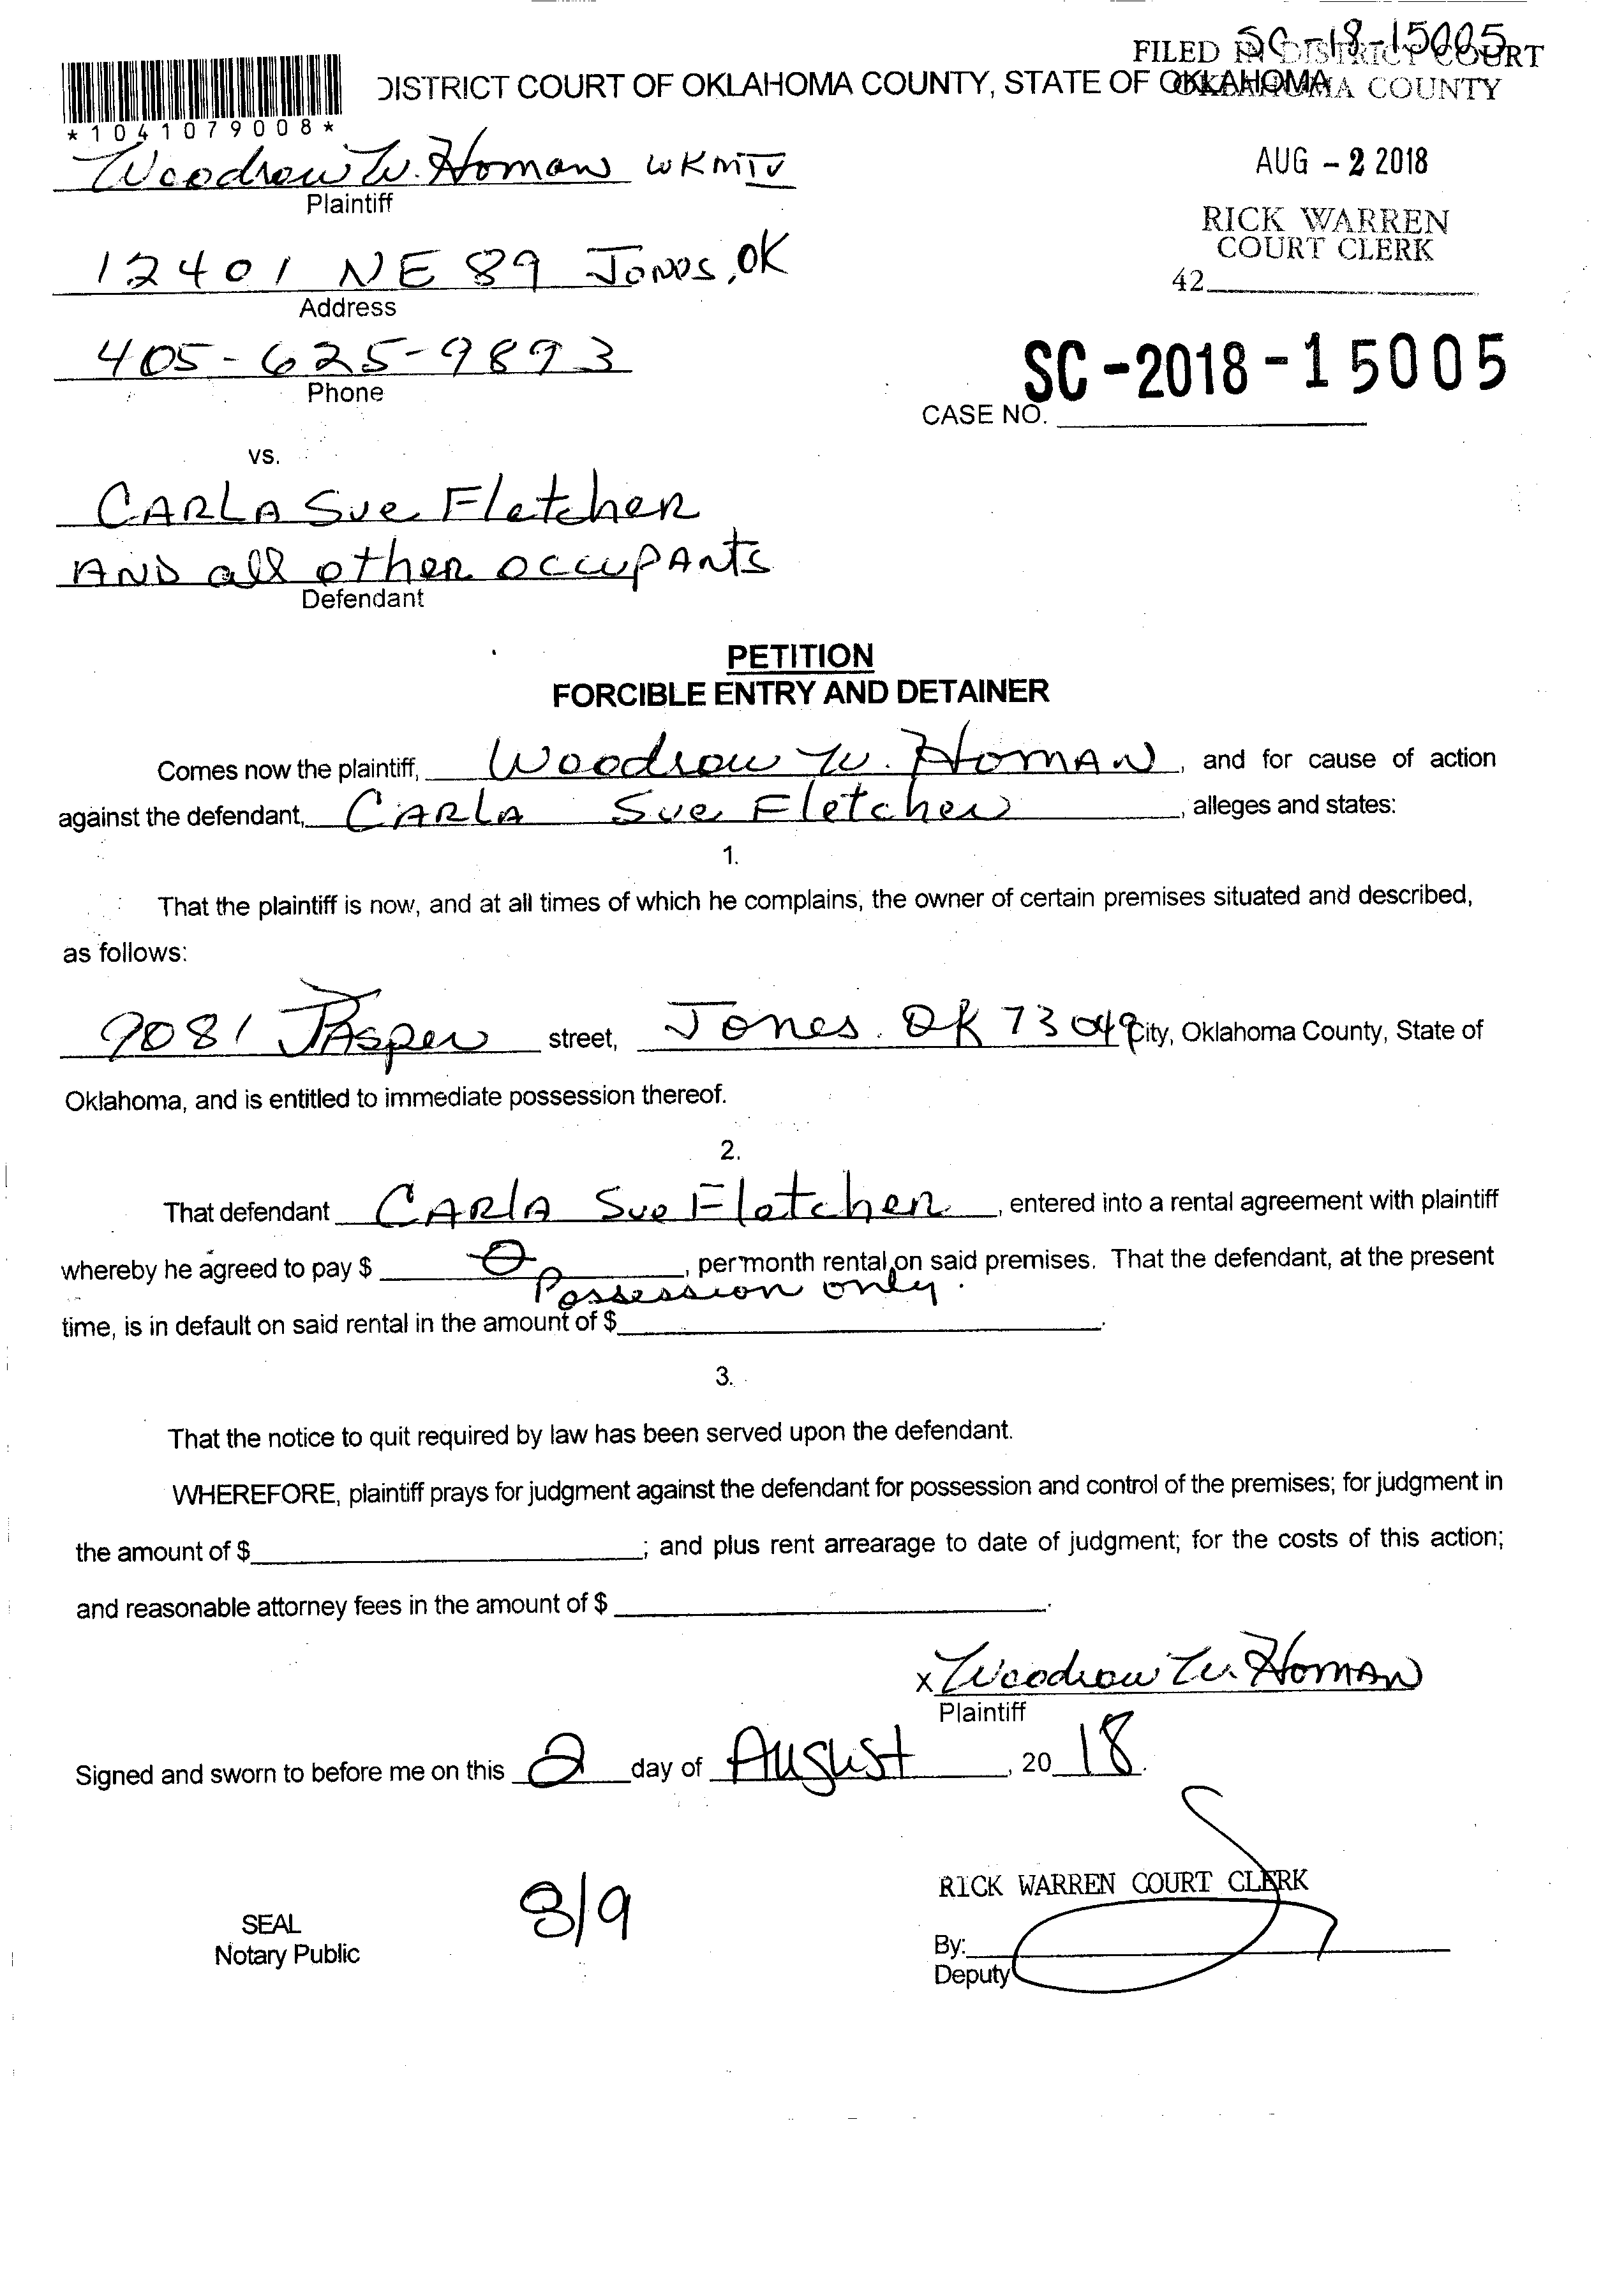 SC-18-15005
FILED IN DISTRICT COURT
DISTRICT COURT OF OKLAHOMA COUNTY, STATE OF OKLAHOMA
OKLAHOMA COUNTY
*1041079008*
AUG - 2 2018
Woodrow W. Homan WKMTV
Plaintiff
RICK WARREN
COURT CLERK
42
12401 NE 89 Jones, OK
Address
405-625-9893
Phone
SC-2018-15005
CASE NO.
vs.
CARLA Sue Fletcher
AND all other occupAnts
Defendant
PETITION
FORCIBLE ENTRY AND DETAINER
Comes now the plaintiff, Woodrow W. HomAN, and for cause of action
against the defendant, CARLA Sue Fletcher, alleges and states:
1.
That the plaintiff is now, and at all times of which he complains, the owner of certain premises situated and described,
as follows:
9081 JAsper street, Jones. OK 73049 City, Oklahoma County, State of
Oklahoma, and is entitled to immediate possession thereof.
2.
That defendant CARlA Sue Fletcher, entered into a rental agreement with plaintiff
whereby he agreed to pay $ 0, per month rental on said premises. That the defendant, at the present
Possession only.
time, is in default on said rental in the amount of $.
3.
That the notice to quit required by law has been served upon the defendant.
WHEREFORE, plaintiff prays for judgment against the defendant for possession and control of the premises; for judgment in
the amount of $; and plus rent arrearage to date of judgment; for the costs of this action;
and reasonable attorney fees in the amount of $.
x Woodrow W. HomAn
Plaintiff
Signed and sworn to before me on this 2 day of August, 20 18.
8/9
RICK WARREN COURT CLERK
SEAL
Notary Public
By:
Deputy